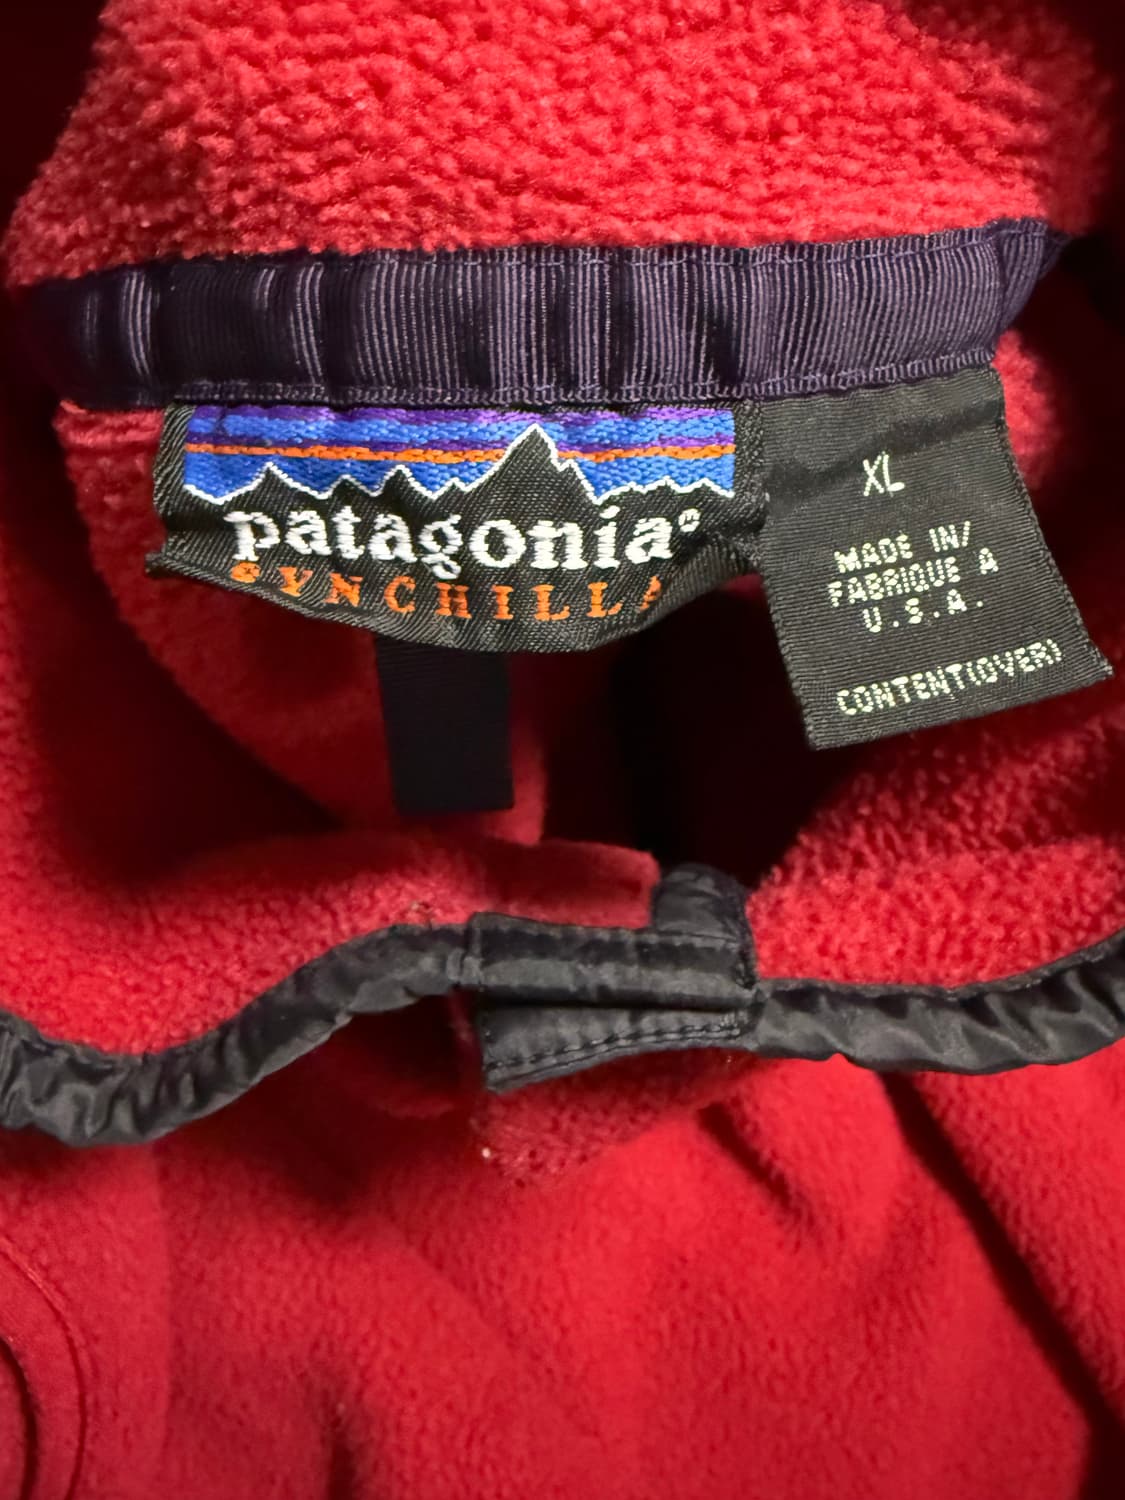 patagonia®
SYNCHILLA
XL
MADE IN/
FABRIQUE A
U.S.A.
CONTENT(OVER)